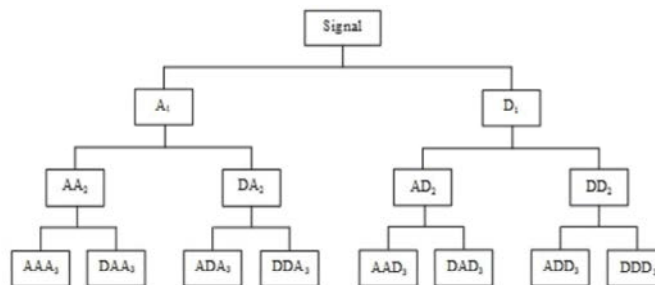 Signal
A₁ D₁
AA₂ DA₂ AD₂ DD₂
AAA₃ DAA₃ ADA₃ DDA₃ AAD₃ DAD₃ ADD₃ DDD₃